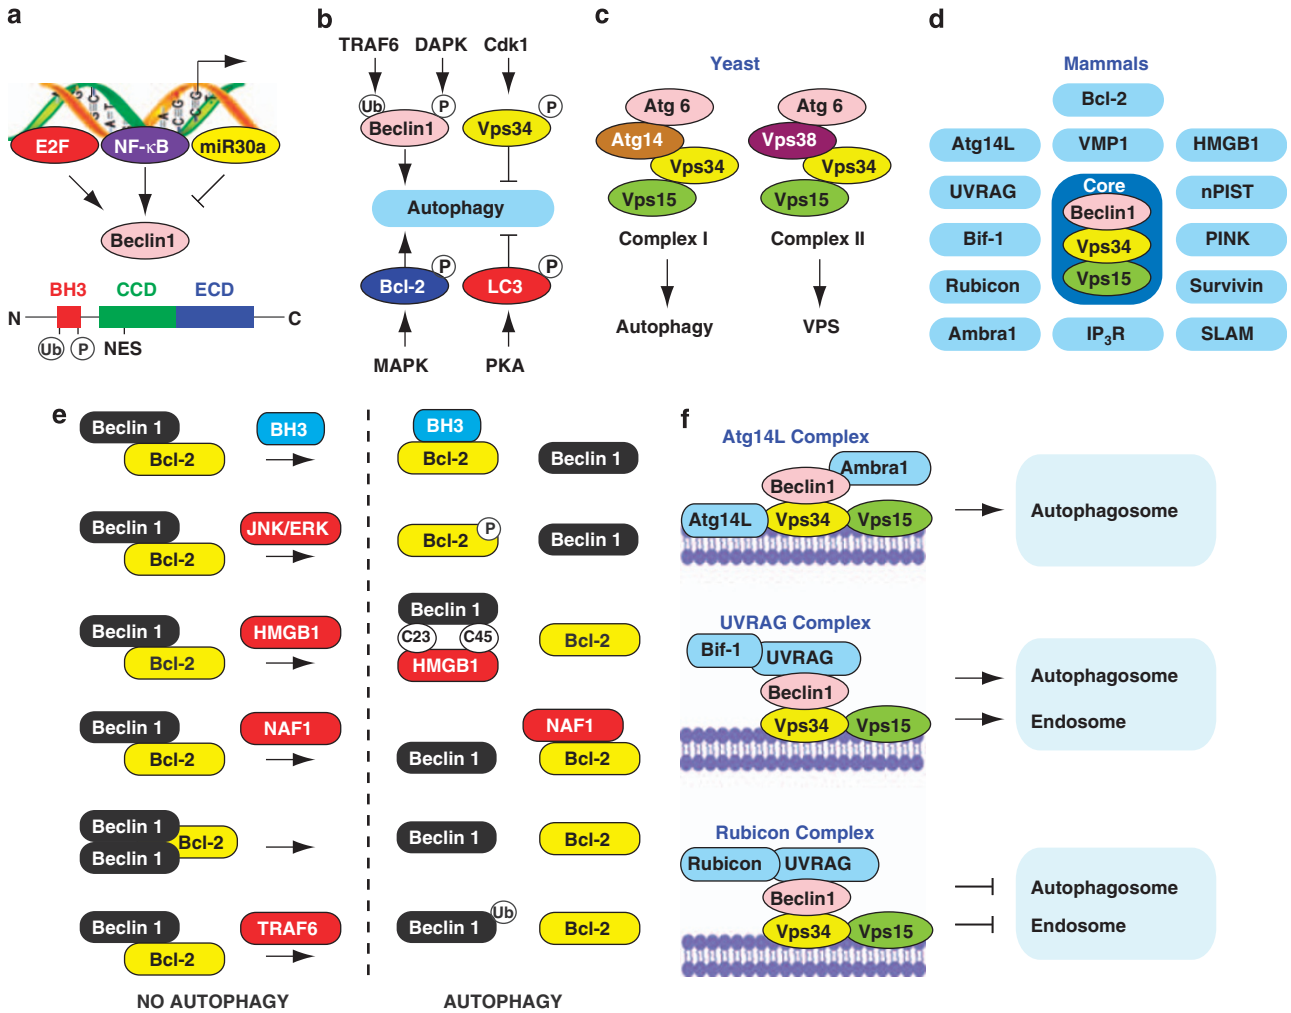 a
E2F
NF-κB
miR30a
Beclin1
BH3
CCD
ECD
N
C
Ub
P
NES
b
TRAF6
DAPK
Cdk1
Ub
P
P
Beclin1
Vps34
Autophagy
P
P
Bcl-2
LC3
MAPK
PKA
c
Yeast
Atg 6
Atg14
Vps34
Vps15
Complex I
Autophagy
Atg 6
Vps38
Vps34
Vps15
Complex II
VPS
d
Mammals
Bcl-2
Atg14L
VMP1
HMGB1
UVRAG
Core
nPIST
Beclin1
Bif-1
Vps34
PINK
Rubicon
Vps15
Survivin
Ambra1
IP3R
SLAM
e
Beclin 1
Bcl-2
BH3
BH3
Bcl-2
Beclin 1
Beclin 1
Bcl-2
JNK/ERK
Bcl-2
P
Beclin 1
Beclin 1
Bcl-2
HMGB1
Beclin 1
C23
C45
HMGB1
Bcl-2
Beclin 1
Bcl-2
NAF1
Beclin 1
NAF1
Bcl-2
Beclin 1
Beclin 1
Bcl-2
Beclin 1
Bcl-2
Beclin 1
Bcl-2
TRAF6
Beclin 1
Ub
Bcl-2
NO AUTOPHAGY
AUTOPHAGY
f
Atg14L Complex
Ambra1
Beclin1
Atg14L
Vps34
Vps15
Autophagosome
UVRAG Complex
Bif-1
UVRAG
Beclin1
Vps34
Vps15
Autophagosome
Endosome
Rubicon Complex
Rubicon
UVRAG
Beclin1
Vps34
Vps15
Autophagosome
Endosome